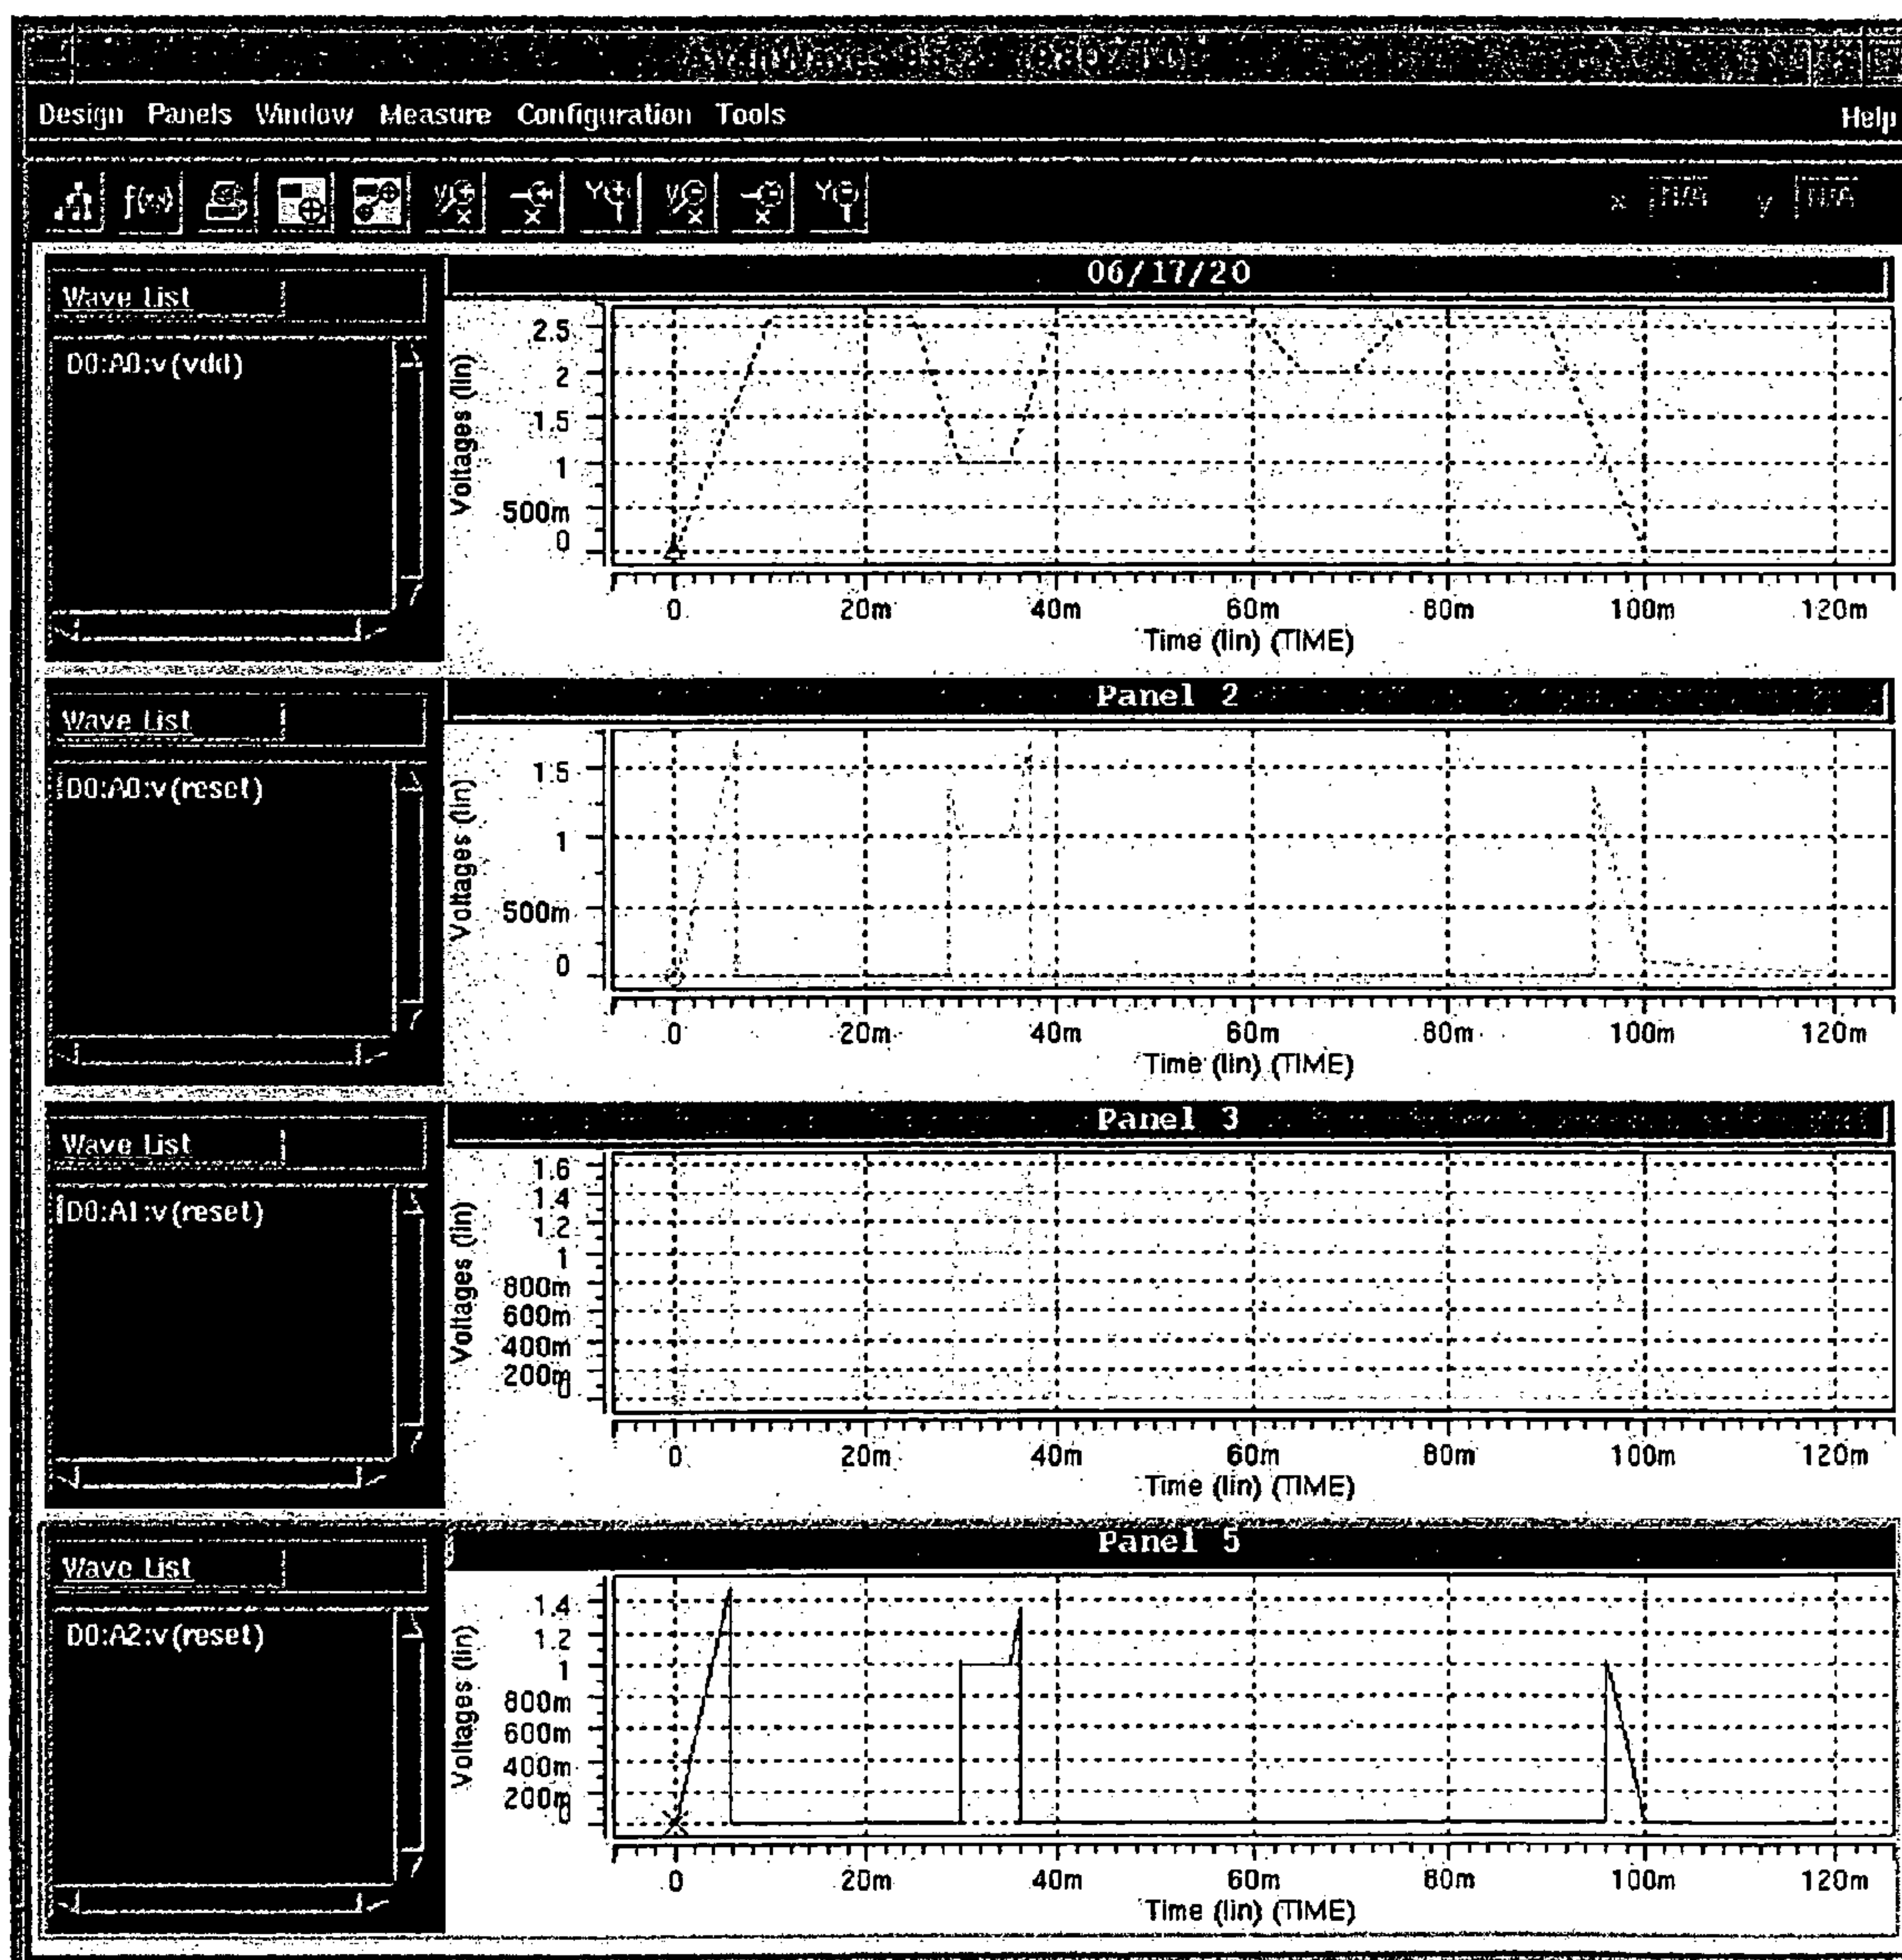 Design Panels Window Measure Configuration Tools Help
f(x)
x N/A y N/A
06/17/20
Wave List
D0:A0:v(vdd)
Voltages (lin)
2.5
2
1.5
1
500m
0
0 20m 40m 60m 80m 100m 120m
Time (lin) (TIME)
Panel 2
Wave List
D0:A0:v(reset)
Voltages (lin)
1.5
1
500m
0
0 20m 40m 60m 80m 100m 120m
Time (lin) (TIME)
Panel 3
Wave List
D0:A1:v(reset)
Voltages (lin)
1.6
1.4
1.2
1
800m
600m
400m
200m
0
0 20m 40m 60m 80m 100m 120m
Time (lin) (TIME)
Panel 5
Wave List
D0:A2:v(reset)
Voltages (lin)
1.4
1.2
1
800m
600m
400m
200m
0
0 20m 40m 60m 80m 100m 120m
Time (lin) (TIME)